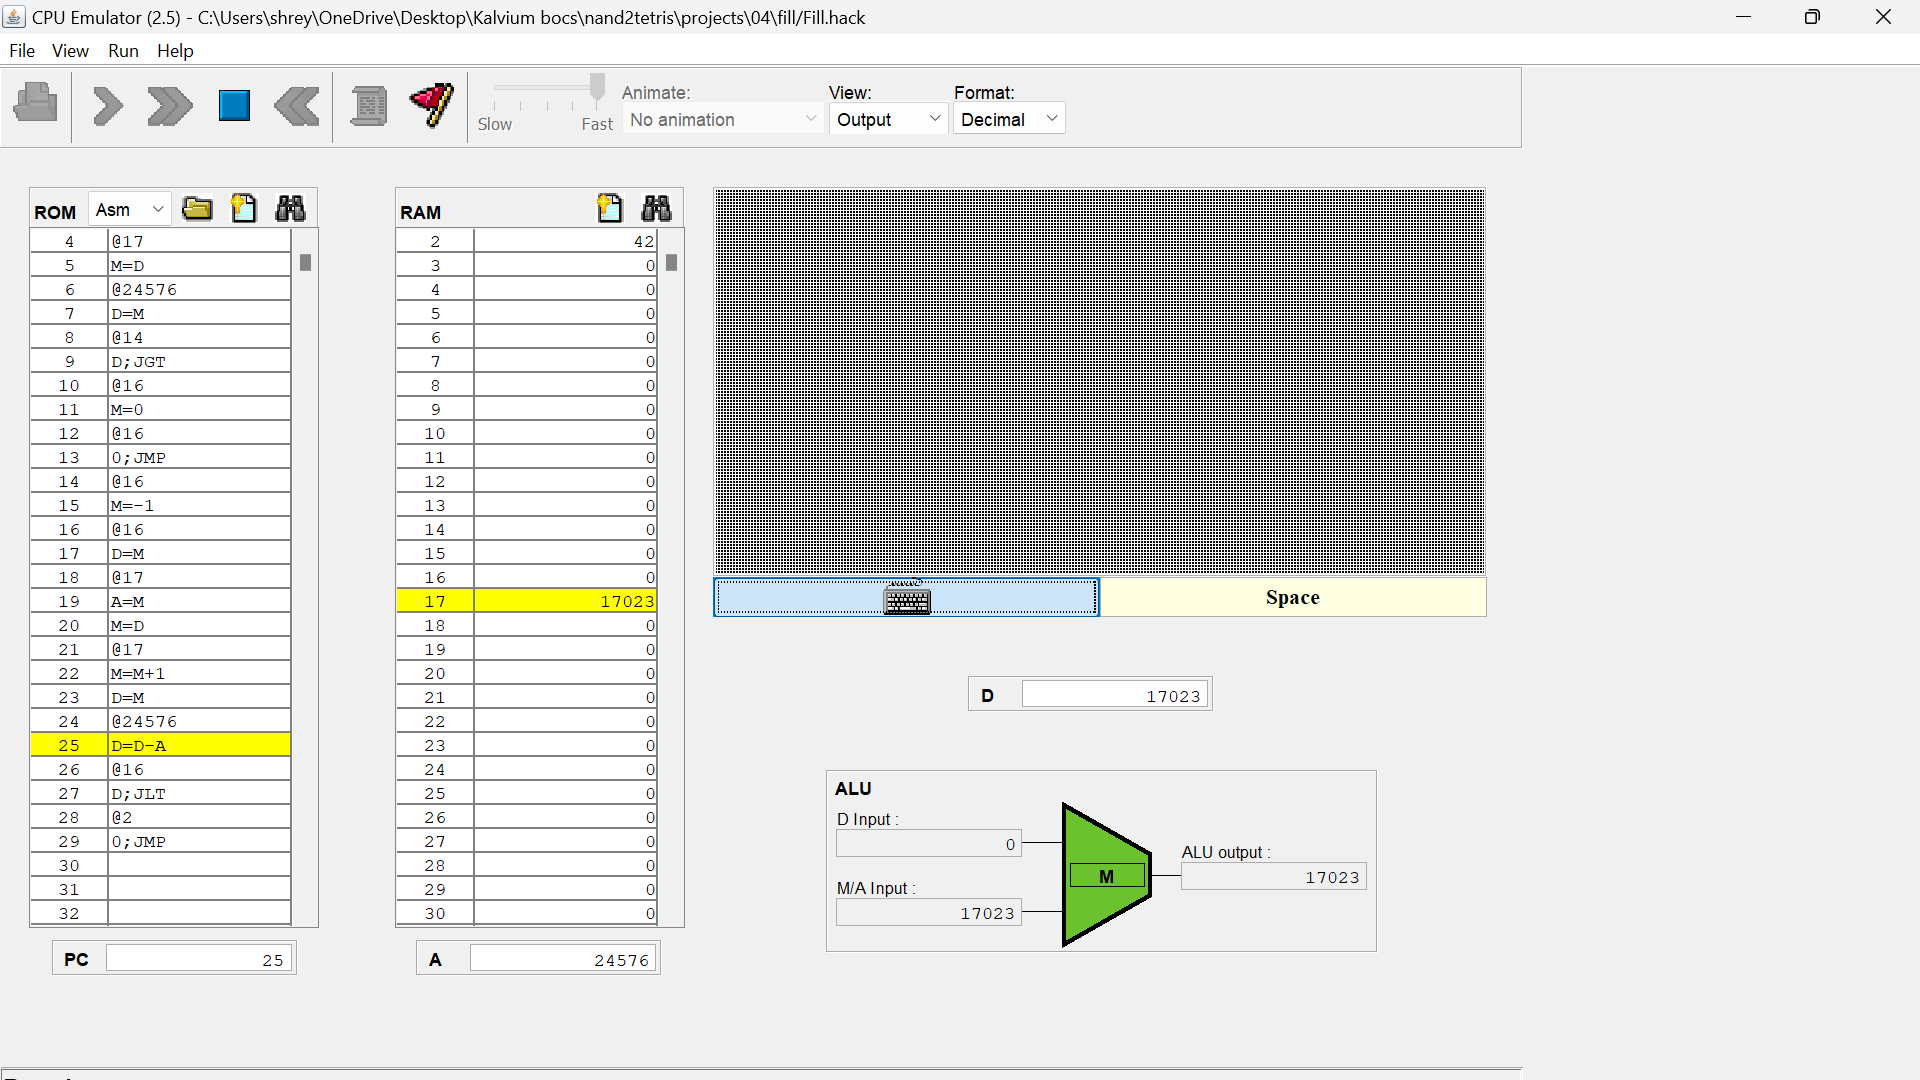 CPU Emulator (2.5) - C:\Users\shrey\OneDrive\Desktop\Kalvium bocs\nand2tetris\projects\04\fill/Fill.hack
File View Run Help
Animate: View: Format:
Slow Fast No animation Output Decimal
ROM Asm
4 @17
5 M=D
6 @24576
7 D=M
8 @14
9 D;JGT
10 @16
11 M=0
12 @16
13 0;JMP
14 @16
15 M=-1
16 @16
17 D=M
18 @17
19 A=M
20 M=D
21 @17
22 M=M+1
23 D=M
24 @24576
25 D=D-A
26 @16
27 D;JLT
28 @2
29 0;JMP
30
31
32
PC 25
RAM
2 42
3 0
4 0
5 0
6 0
7 0
8 0
9 0
10 0
11 0
12 0
13 0
14 0
15 0
16 0
17 17023
18 0
19 0
20 0
21 0
22 0
23 0
24 0
25 0
26 0
27 0
28 0
29 0
30 0
A 24576
Space
D 17023
ALU
D Input :
0
M/A Input :
17023
M
ALU output :
17023